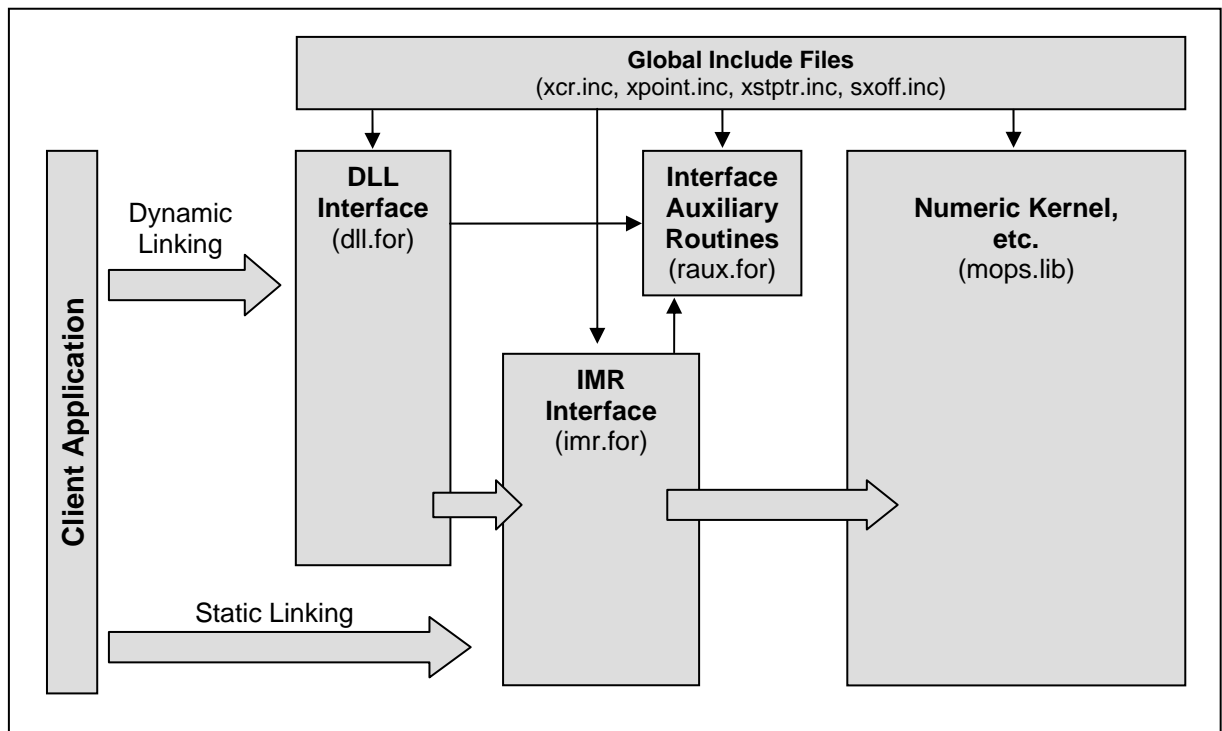 Global Include Files
(xcr.inc, xpoint.inc, xstptr.inc, sxoff.inc)
Client Application
Dynamic
Linking
DLL
Interface
(dll.for)
Interface
Auxiliary
Routines
(raux.for)
Numeric Kernel,
etc.
(mops.lib)
IMR
Interface
(imr.for)
Static Linking